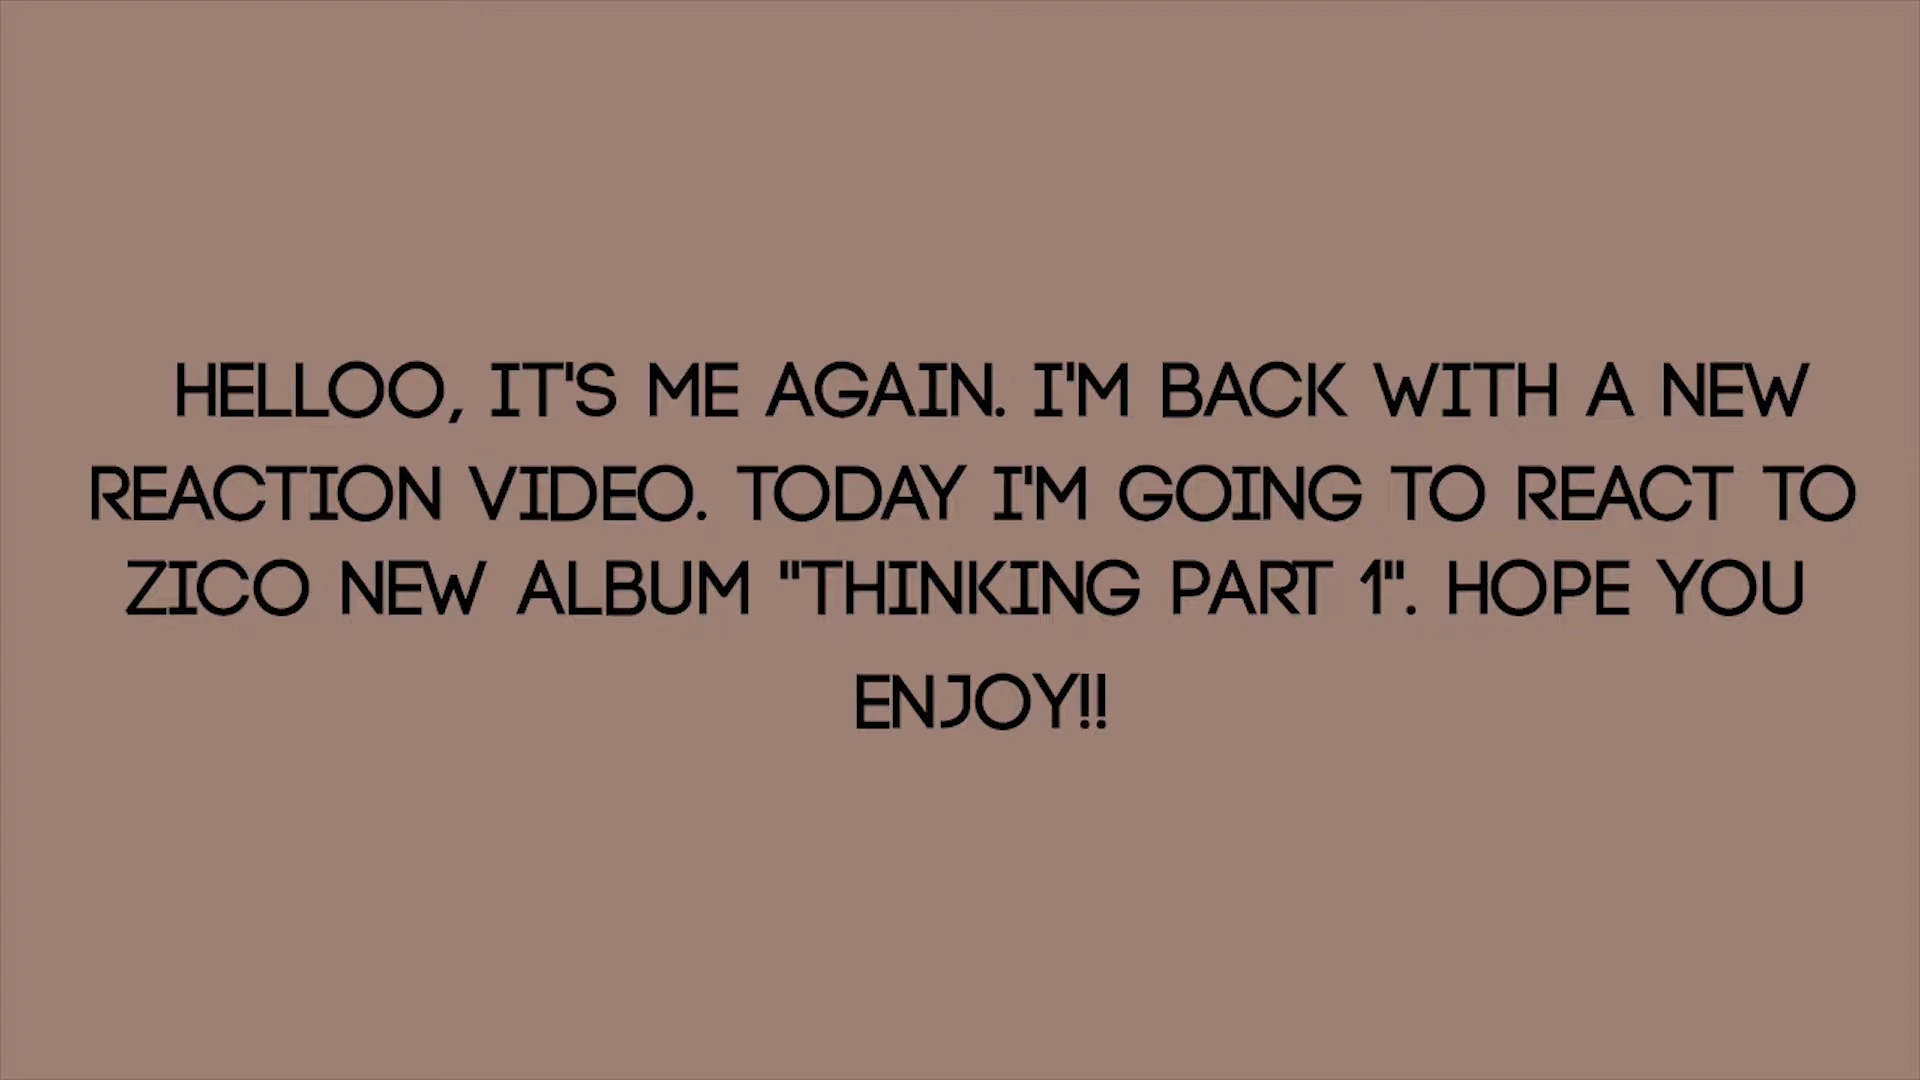 HELLOO, IT'S ME AGAIN. I'M BACK WITH A NEW
REACTION VIDEO. TODAY I'M GOING TO REACT TO
ZICO NEW ALBUM "THINKING PART 1". HOPE YOU
ENJOY!!